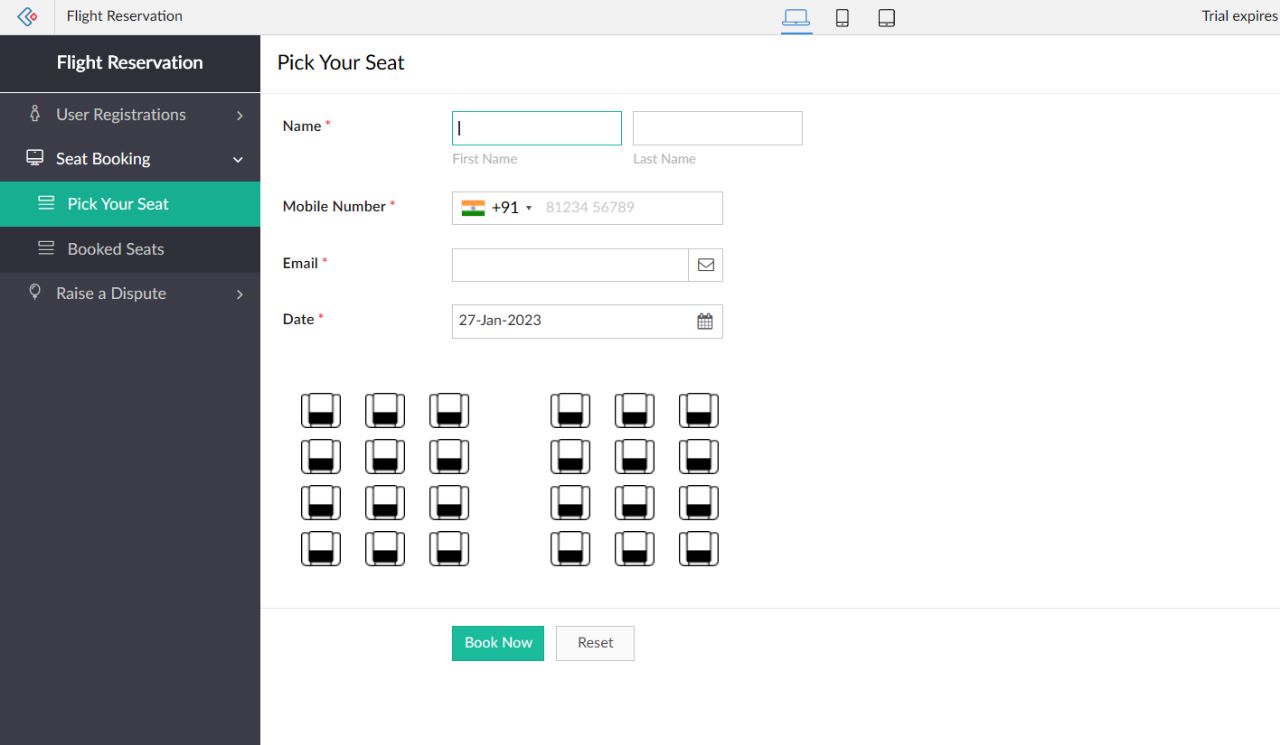 Flight Reservation
Trial expires
Flight Reservation
User Registrations
Seat Booking
Pick Your Seat
Booked Seats
Raise a Dispute
Pick Your Seat
Name *
First Name
Last Name
Mobile Number *
+91
81234 56789
Email *
Date *
27-Jan-2023
Book Now
Reset